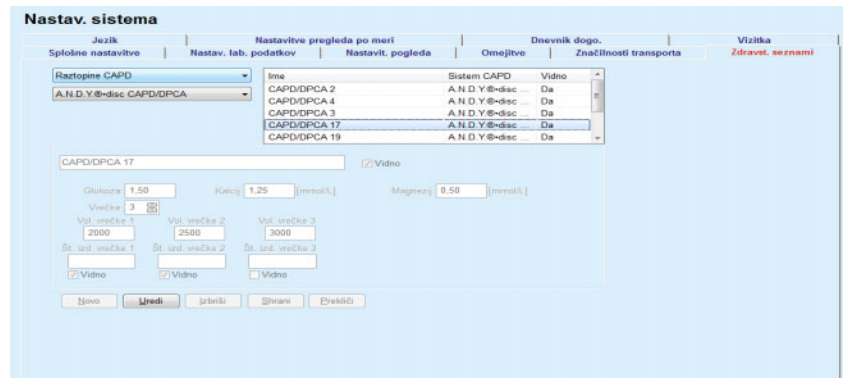 Nastav. sistema
Jezik Nastavitve pregleda po meri Dnevnik dogo. Vizitka
Splošne nastavitve Nastav. lab. podatkov Nastavit. pogleda Omejitve Značilnosti transporta Zdravst. seznami
Raztopine CAPD
A.N.D.Y.®-disc CAPD/DPCA
Ime Sistem CAPD Vidno
CAPD/DPCA 2 A.N.D.Y.®-disc ... Da
CAPD/DPCA 4 A.N.D.Y.®-disc ... Da
CAPD/DPCA 3 A.N.D.Y.®-disc ... Da
CAPD/DPCA 17 A.N.D.Y.®-disc ... Da
CAPD/DPCA 19 A.N.D.Y.®-disc ... Da
CAPD/DPCA 17 Vidno
Glukoza 1,50 Kalcij 1,25 [mmol/L] Magnezij 0,50 [mmol/L]
Vrečke 3
Vol. vrečke 1 Vol. vrečke 2 Vol. vrečke 3
2000 2500 3000
Št. izd. vrečke 1 Št. izd. vrečke 2 Št. izd. vrečke 3
Vidno Vidno Vidno
Novo Uredi Izbriši Shrani Prekliči